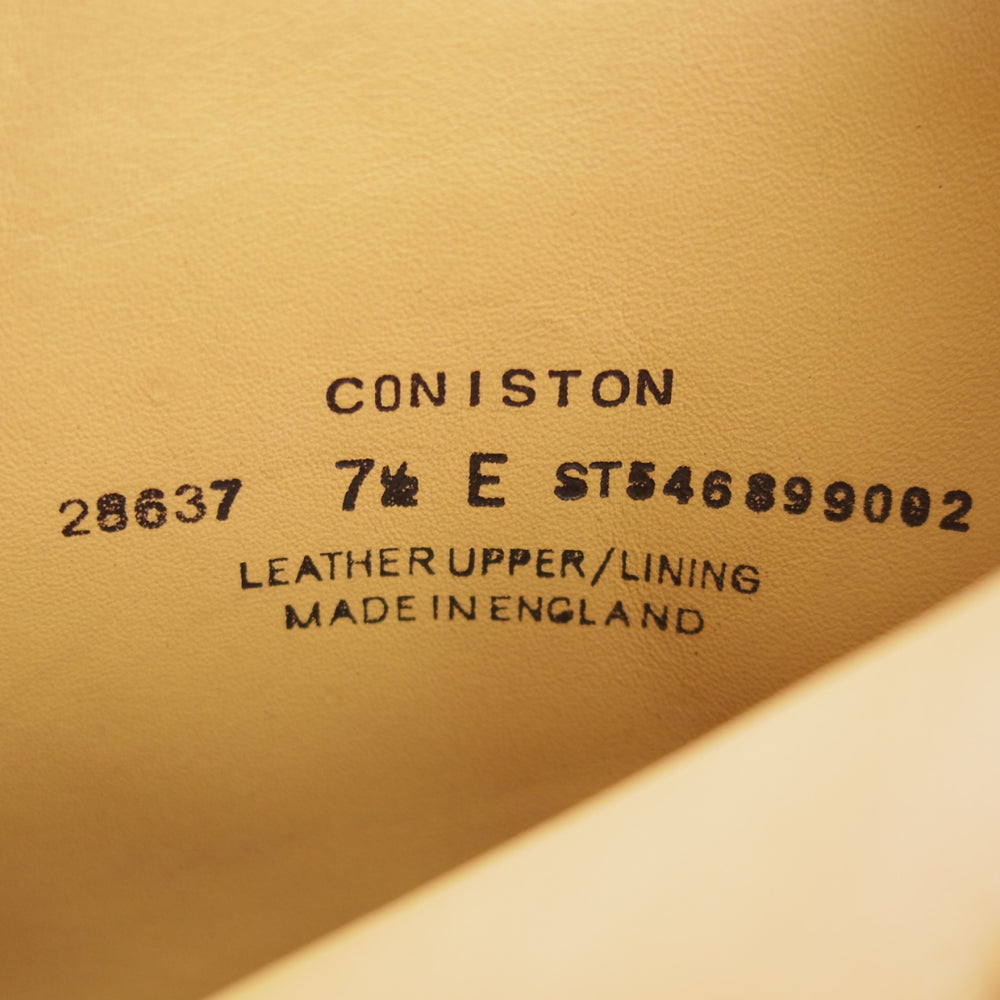 CONISTON
28637 7½ E ST546899002
LEATHER UPPER/LINING
MADE IN ENGLAND